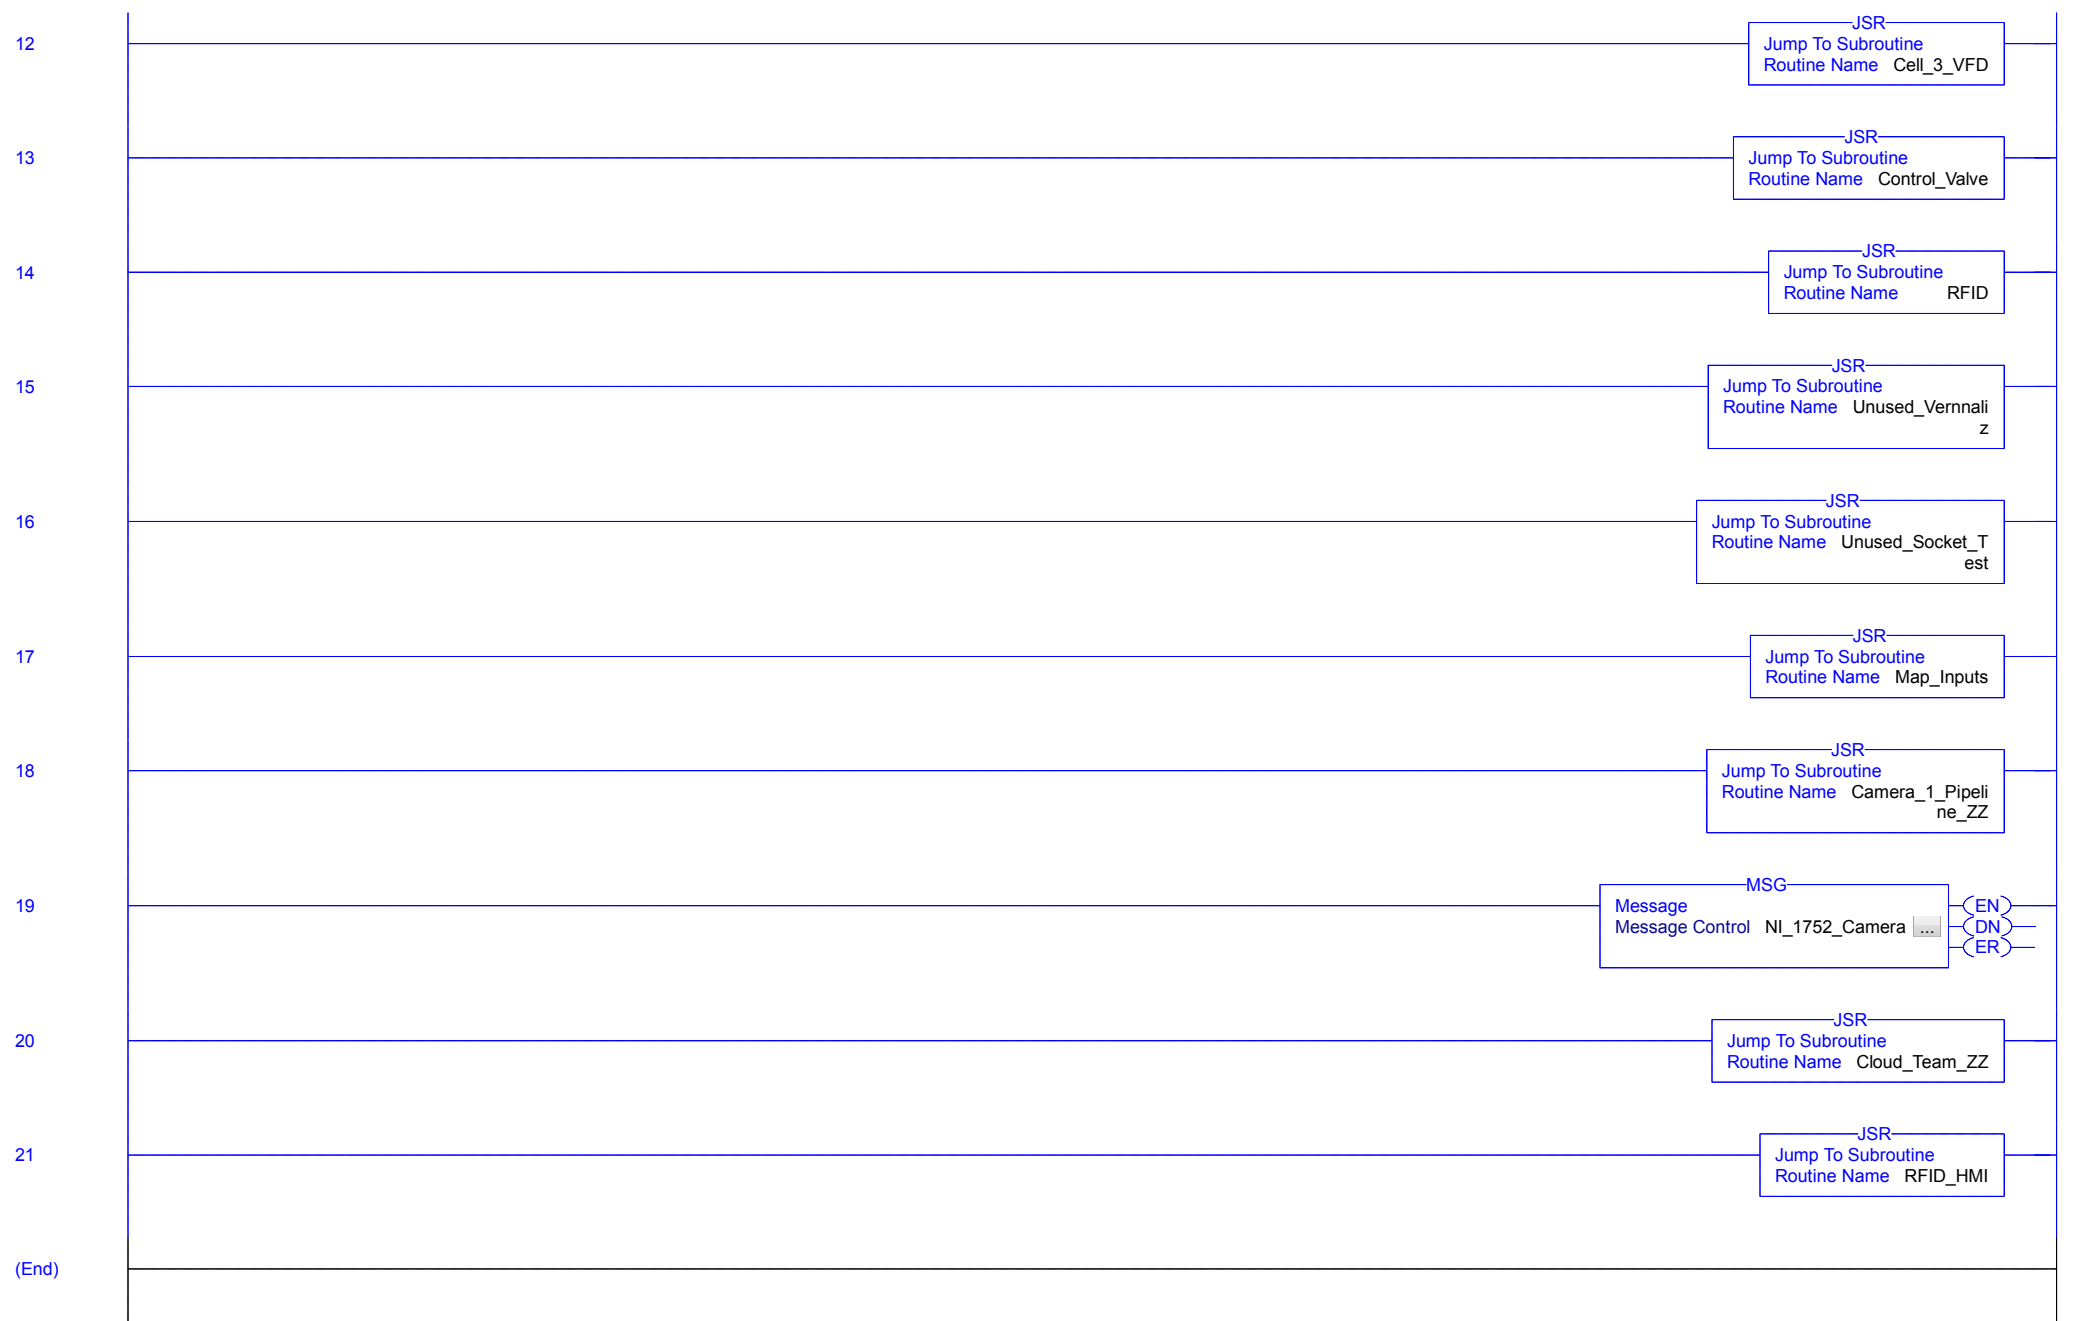 12
JSR
Jump To Subroutine
Routine Name Cell_3_VFD
13
JSR
Jump To Subroutine
Routine Name Control_Valve
14
JSR
Jump To Subroutine
Routine Name RFID
15
JSR
Jump To Subroutine
Routine Name Unused_Vernnali
z
16
JSR
Jump To Subroutine
Routine Name Unused_Socket_T
est
17
JSR
Jump To Subroutine
Routine Name Map_Inputs
18
JSR
Jump To Subroutine
Routine Name Camera_1_Pipeli
ne_ZZ
19
MSG
Message
EN
Message Control NI_1752_Camera ...
DN
ER
20
JSR
Jump To Subroutine
Routine Name Cloud_Team_ZZ
21
JSR
Jump To Subroutine
Routine Name RFID_HMI
(End)